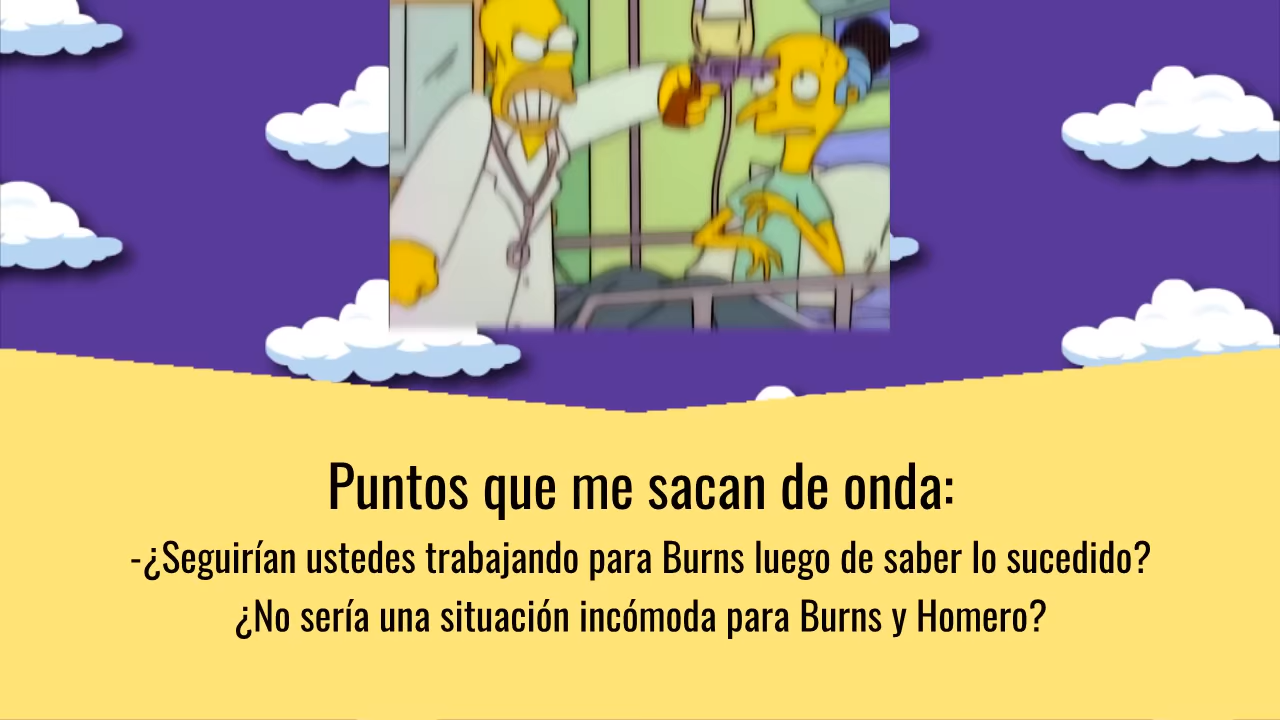 Puntos que me sacan de onda:
-¿Seguirían ustedes trabajando para Burns luego de saber lo sucedido?
¿No sería una situación incómoda para Burns y Homero?